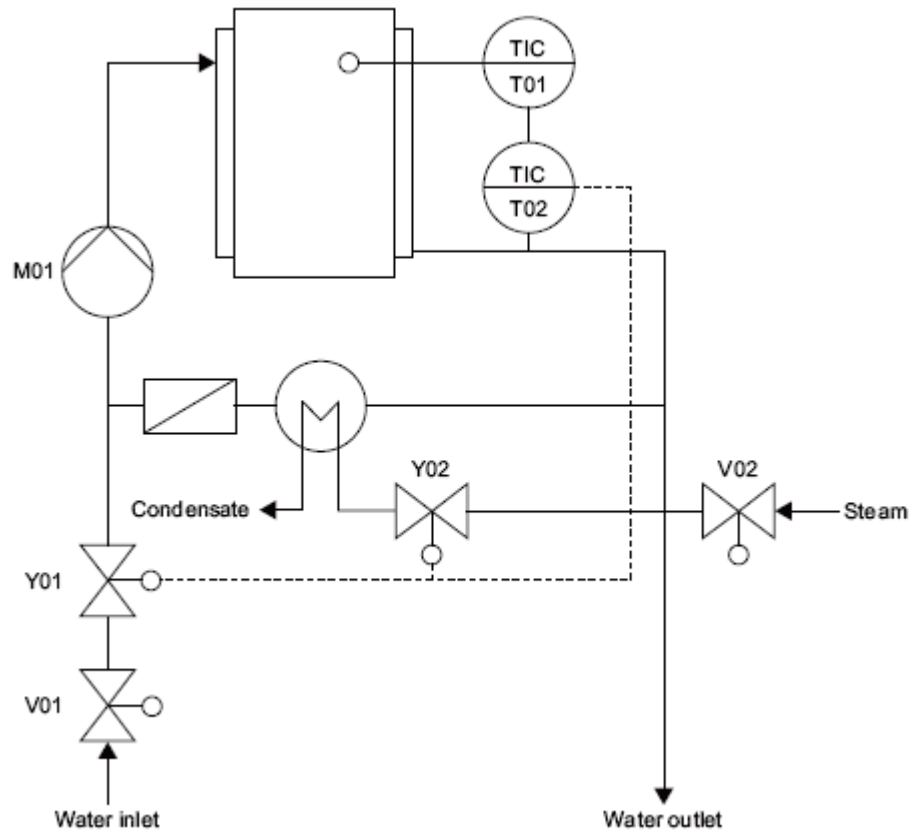 TIC
T01
TIC
T02
M01
Y02
V02
Condensate
Steam
Y01
V01
Water inlet
Water outlet